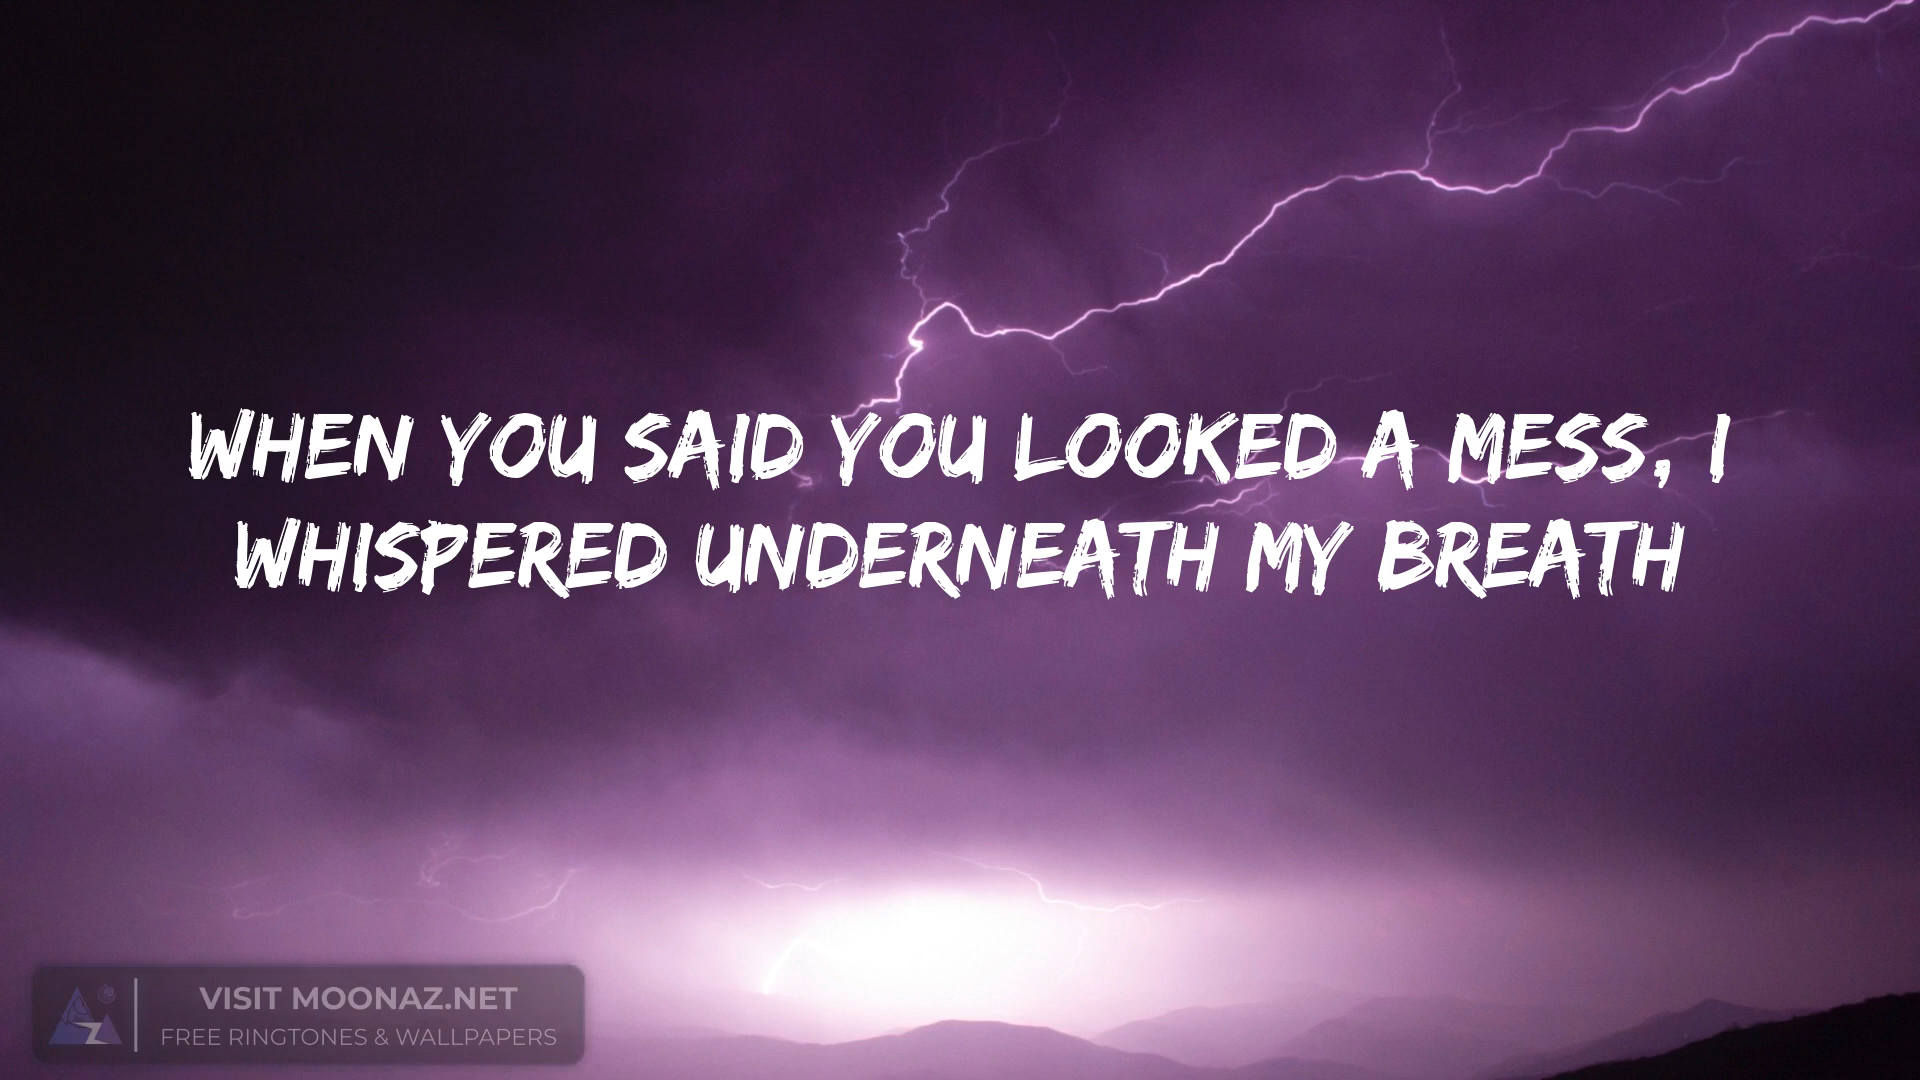 WHEN YOU SAID YOU LOOKED A MESS, I
WHISPERED UNDERNEATH MY BREATH
VISIT MOONAZ.NET
FREE RINGTONES & WALLPAPERS